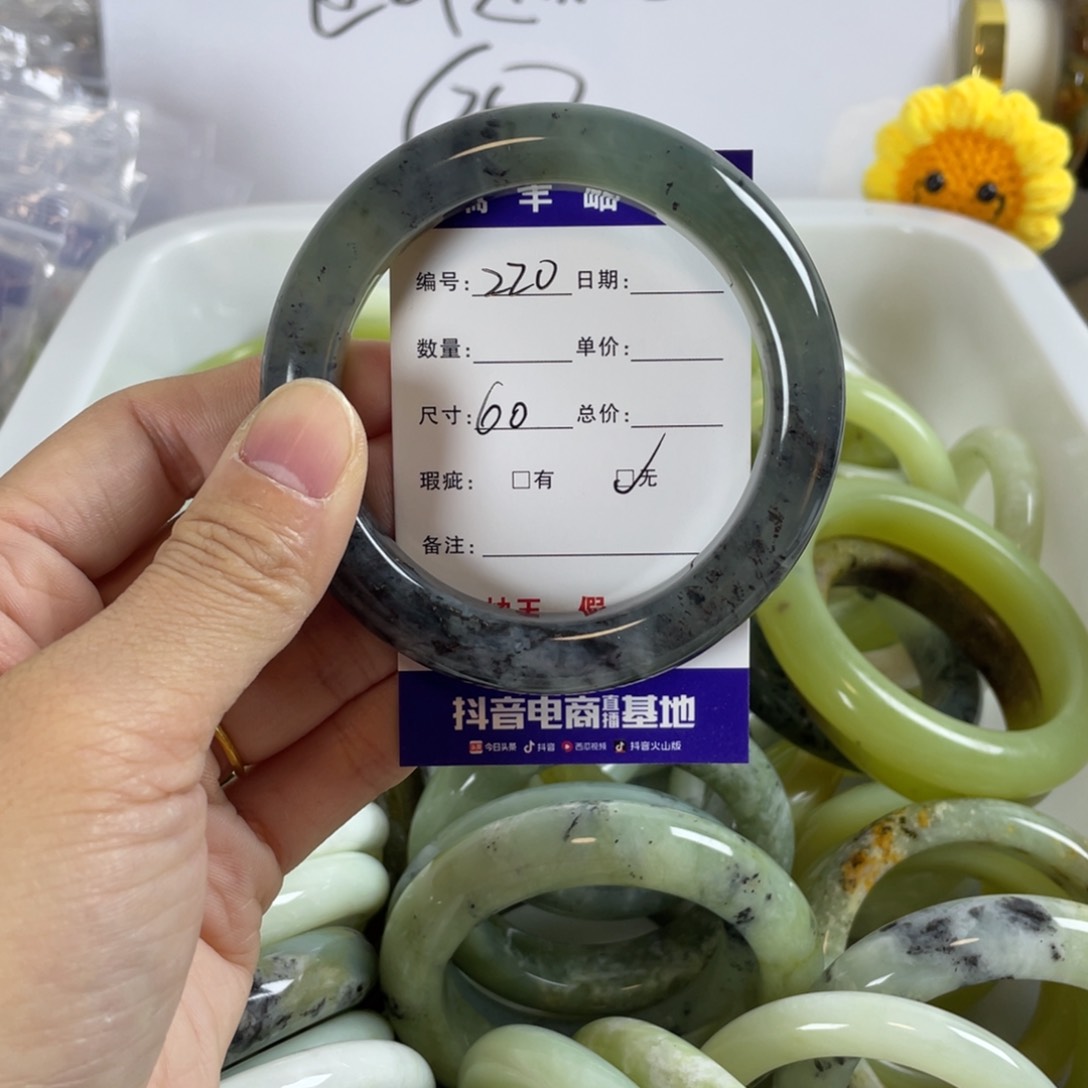 编号: 220 日期:
数量: 单价:
尺寸: 60 总价:
瑕疵: □有 □无
备注:
假
抖音电商直播基地
今日头条 抖音 西瓜视频 抖音火山版